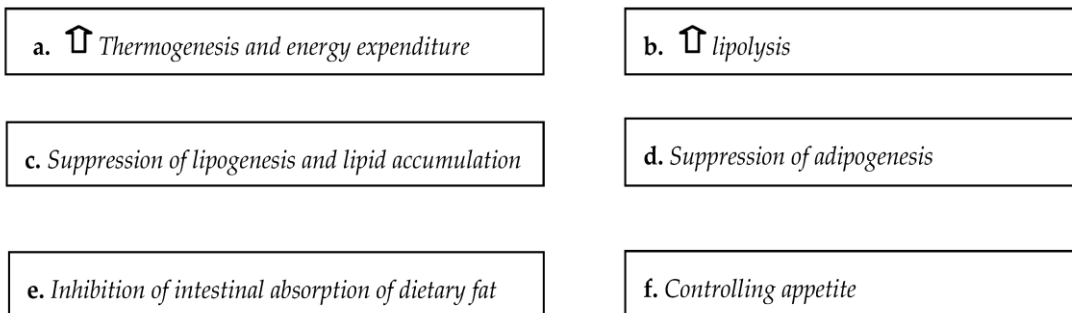 a. ⇧ Thermogenesis and energy expenditure
b. ⇧ lipolysis
c. Suppression of lipogenesis and lipid accumulation
d. Suppression of adipogenesis
e. Inhibition of intestinal absorption of dietary fat
f. Controlling appetite